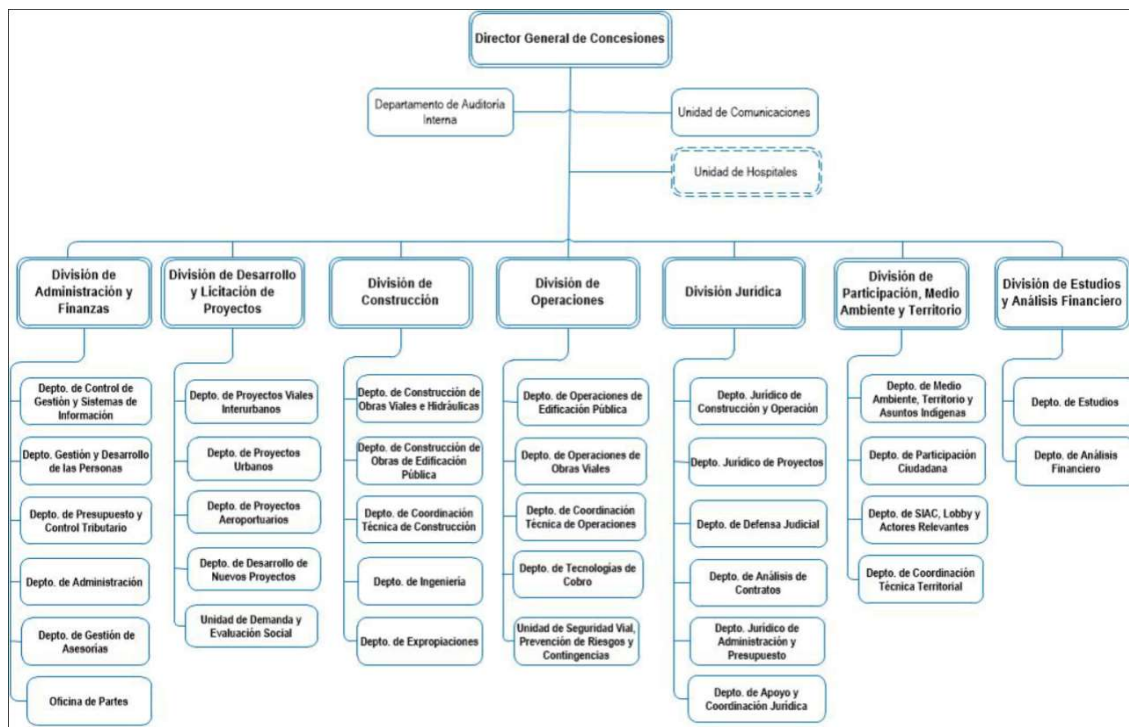 Director General de Concesiones
Departamento de Auditoría
Interna
Unidad de Comunicaciones
Unidad de Hospitales
División de
Administración y
Finanzas
División de Desarrollo
y Licitación de
Proyectos
División de
Construcción
División de
Operaciones
División Jurídica
División de
Participación, Medio
Ambiente y Territorio
División de Estudios
y Análisis Financiero
Depto. de Control de
Gestión y Sistemas de
Información
Depto. Gestión y Desarrollo
de las Personas
Depto. de Presupuesto y
Control Tributario
Depto. de Administración
Depto. de Gestión de
Asesorías
Oficina de Partes
Depto. de Proyectos Viales
Interurbanos
Depto. de Proyectos
Urbanos
Depto. de Proyectos
Aeroportuarios
Depto. de Desarrollo de
Nuevos Proyectos
Unidad de Demanda y
Evaluación Social
Depto. de Construcción de
Obras Viales e Hidráulicas
Depto. de Construcción de
Obras de Edificación
Pública
Depto. de Coordinación
Técnica de Construcción
Depto. de Ingeniería
Depto. de Expropiaciones
Depto. de Operaciones de
Edificación Pública
Depto. de Operaciones de
Obras Viales
Depto. de Coordinación
Técnica de Operaciones
Depto. de Tecnologías de
Cobro
Unidad de Seguridad Vial,
Prevención de Riesgos y
Contingencias
Depto. Jurídico de
Construcción y Operación
Depto. Jurídico de Proyectos
Depto. de Defensa Judicial
Depto. de Análisis de
Contratos
Depto. Jurídico de
Administración y
Presupuesto
Depto. de Apoyo y
Coordinación Jurídica
Depto. de Medio
Ambiente, Territorio y
Asuntos Indígenas
Depto. de Participación
Ciudadana
Depto. de SIAC, Lobby y
Actores Relevantes
Depto. de Coordinación
Técnica Territorial
Depto. de Estudios
Depto. de Análisis
Financiero